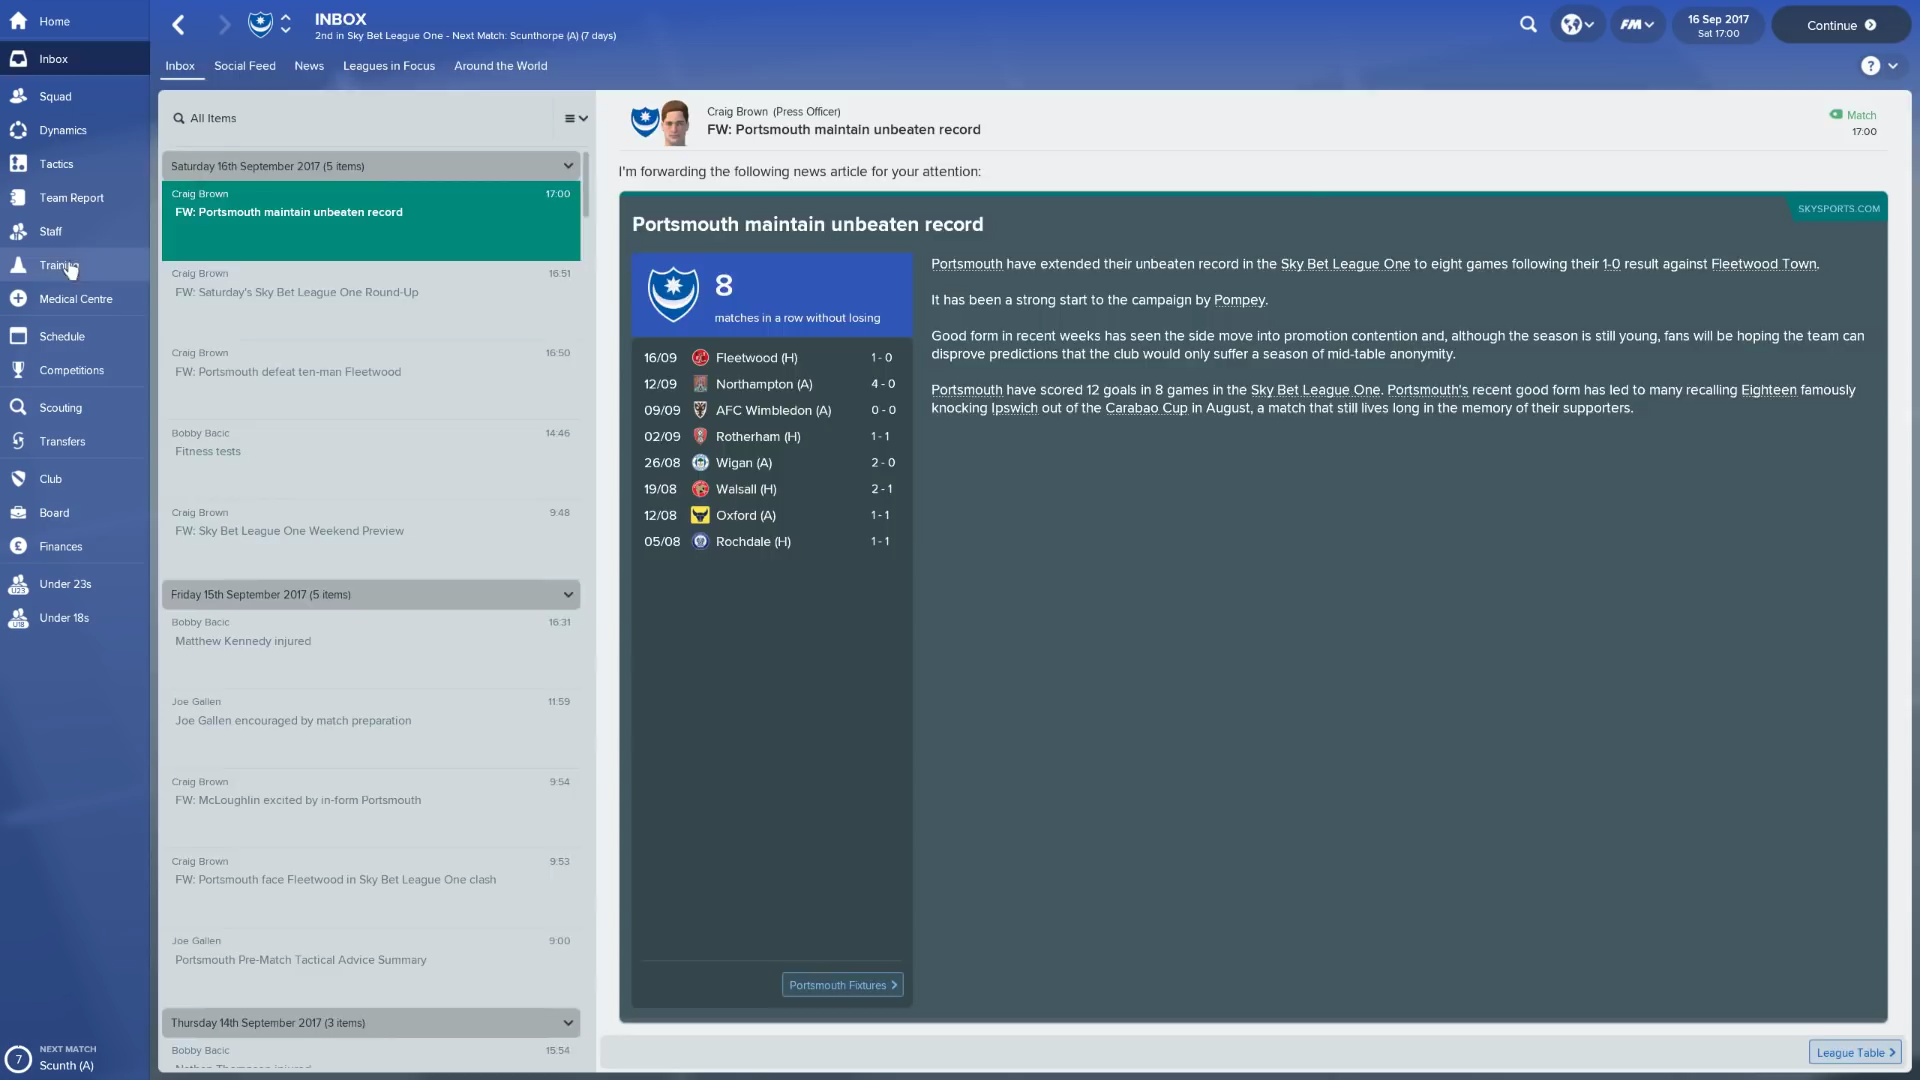 Home
Inbox
Squad
Dynamics
Tactics
Team Report
Staff
Training
Medical Centre
Schedule
Competitions
Scouting
Transfers
Club
Board
Finances
U23
Under 23s
U18
Under 18s
7
NEXT MATCH
Scunth (A)
INBOX
2nd in Sky Bet League One - Next Match: Scunthorpe (A) (7 days)
FM
16 Sep 2017
Sat 17:00
Continue
Inbox
Social Feed
News
Leagues in Focus
Around the World
?
All Items
Saturday 16th September 2017 (5 items)
Craig Brown 17:00
FW: Portsmouth maintain unbeaten record
Craig Brown 16:51
FW: Saturday's Sky Bet League One Round-Up
Craig Brown 16:50
FW: Portsmouth defeat ten-man Fleetwood
Bobby Bacic 14:46
Fitness tests
Craig Brown 9:48
FW: Sky Bet League One Weekend Preview
Friday 15th September 2017 (5 items)
Bobby Bacic 16:31
Matthew Kennedy injured
Joe Gallen 11:59
Joe Gallen encouraged by match preparation
Craig Brown 9:54
FW: McLoughlin excited by in-form Portsmouth
Craig Brown 9:53
FW: Portsmouth face Fleetwood in Sky Bet League One clash
Joe Gallen 9:00
Portsmouth Pre-Match Tactical Advice Summary
Thursday 14th September 2017 (3 items)
Bobby Bacic 15:54
Nathan Thompson injured
Craig Brown (Press Officer)
FW: Portsmouth maintain unbeaten record
Match
17:00
I'm forwarding the following news article for your attention:
SKYSPORTS.COM
Portsmouth maintain unbeaten record
8
matches in a row without losing
16/09 Fleetwood (H) 1 - 0
12/09 Northampton (A) 4 - 0
09/09 AFC Wimbledon (A) 0 - 0
02/09 Rotherham (H) 1 - 1
26/08 Wigan (A) 2 - 0
19/08 Walsall (H) 2 - 1
12/08 Oxford (A) 1 - 1
05/08 Rochdale (H) 1 - 1
Portsmouth Fixtures
Portsmouth have extended their unbeaten record in the Sky Bet League One to eight games following their 1-0 result against Fleetwood Town.
It has been a strong start to the campaign by Pompey.
Good form in recent weeks has seen the side move into promotion contention and, although the season is still young, fans will be hoping the team can
disprove predictions that the club would only suffer a season of mid-table anonymity.
Portsmouth have scored 12 goals in 8 games in the Sky Bet League One. Portsmouth's recent good form has led to many recalling Eighteen famously
knocking Ipswich out of the Carabao Cup in August, a match that still lives long in the memory of their supporters.
League Table